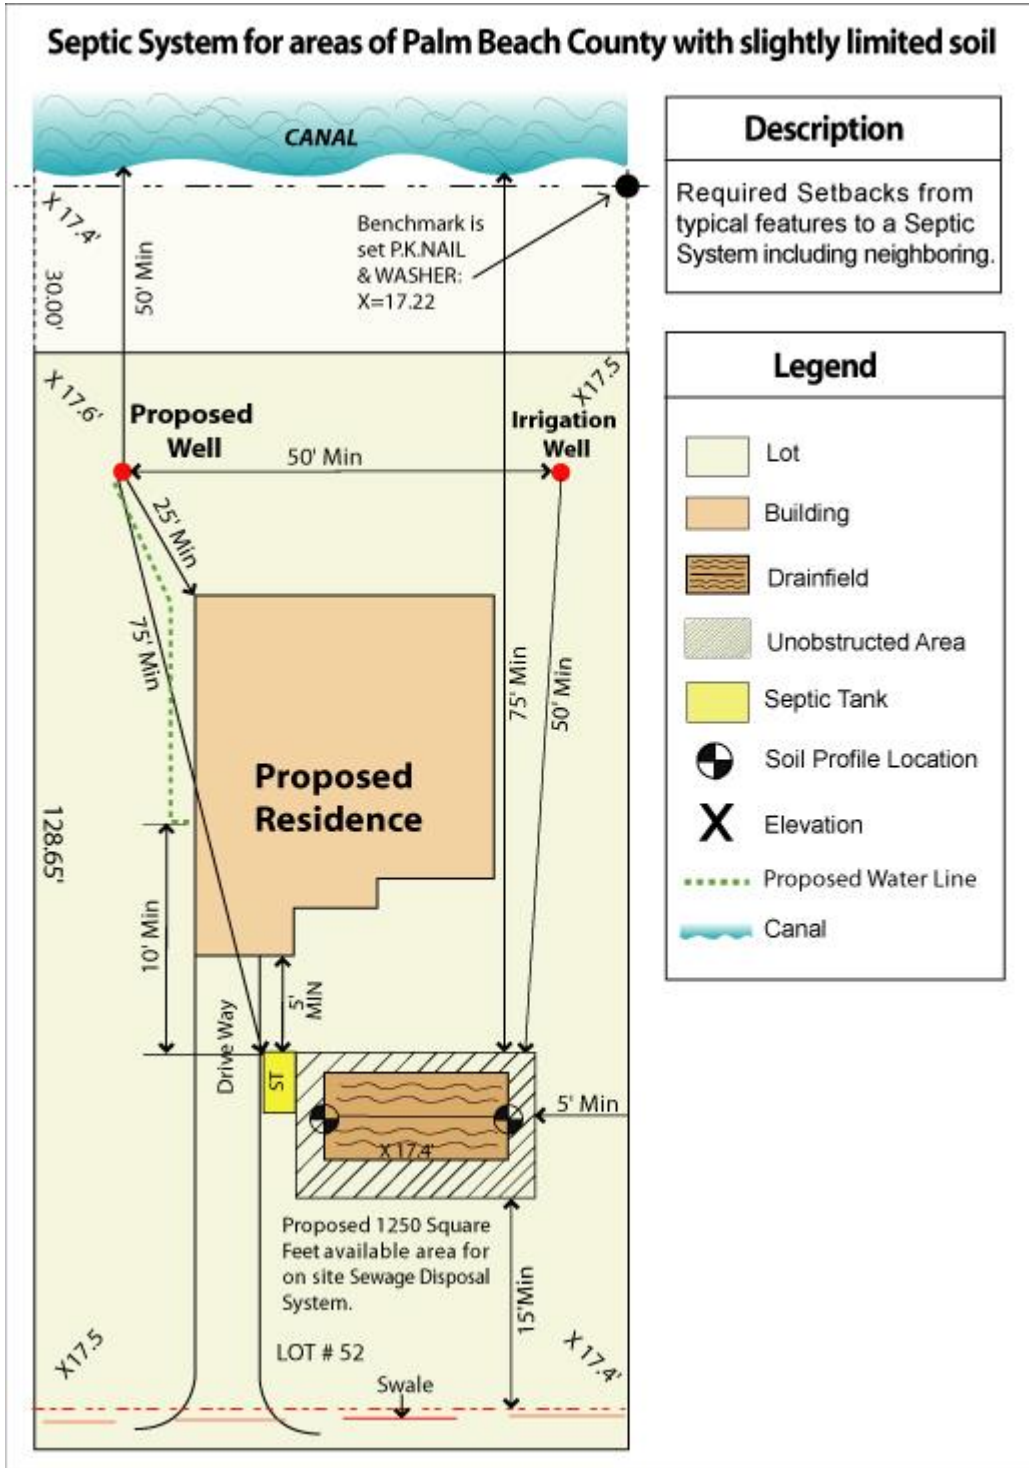 Septic System for areas of Palm Beach County with slightly limited soil
CANAL
X 17.4'
30.00'
50' Min
Benchmark is
set P.K.NAIL
& WASHER:
X=17.22
X 17.6'
X17.5
Proposed
Well
Irrigation
Well
50' Min
25' Min
75' Min
75' Min
50' Min
Proposed
Residence
128.65'
10' Min
5'
MIN
Drive Way
ST
5' Min
X 17.4'
Proposed 1250 Square
Feet available area for
on site Sewage Disposal
System.
15'Min
LOT # 52
X17.5
X 17.4'
Swale
Description
Required Setbacks from
typical features to a Septic
System including neighboring.
Legend
Lot
Building
Drainfield
Unobstructed Area
Septic Tank
Soil Profile Location
X Elevation
Proposed Water Line
Canal